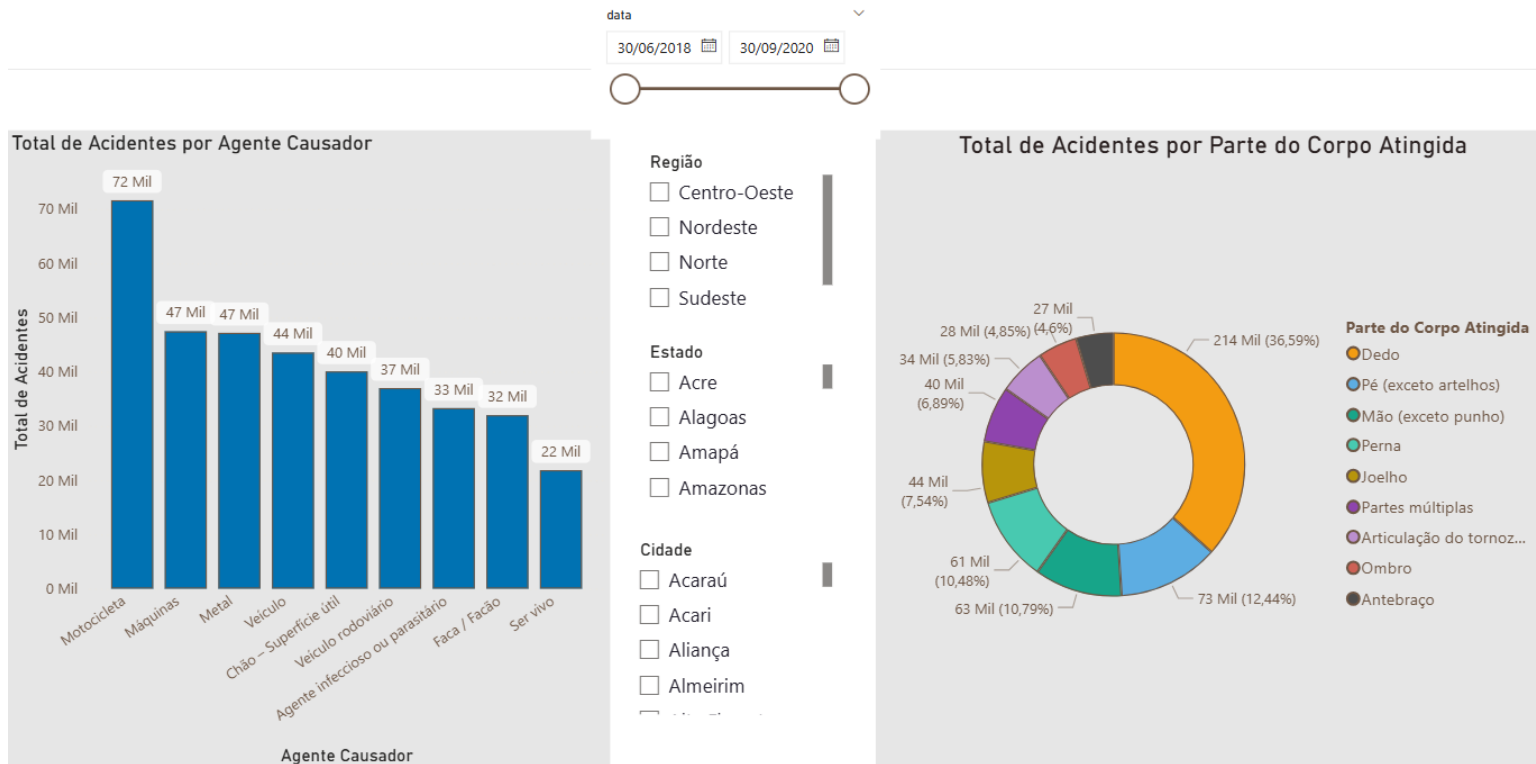 data
30/06/2018
30/09/2020
Total de Acidentes por Agente Causador
Total de Acidentes
70 Mil
60 Mil
50 Mil
40 Mil
30 Mil
20 Mil
10 Mil
0 Mil
72 Mil
47 Mil
47 Mil
44 Mil
40 Mil
37 Mil
33 Mil
32 Mil
22 Mil
Motocicleta
Máquinas
Metal
Veículo
Chão – Superfície útil
Veículo rodoviário
Agente infeccioso ou parasitário
Faca / Facão
Ser vivo
Agente Causador
Região
Centro-Oeste
Nordeste
Norte
Sudeste
Estado
Acre
Alagoas
Amapá
Amazonas
Cidade
Acaraú
Acari
Aliança
Almeirim
Total de Acidentes por Parte do Corpo Atingida
214 Mil (36,59%)
73 Mil (12,44%)
63 Mil (10,79%)
61 Mil
(10,48%)
44 Mil
(7,54%)
40 Mil
(6,89%)
34 Mil (5,83%)
28 Mil (4,85%)
27 Mil
(4,6%)
Parte do Corpo Atingida
Dedo
Pé (exceto artelhos)
Mão (exceto punho)
Perna
Joelho
Partes múltiplas
Articulação do tornoz...
Ombro
Antebraço